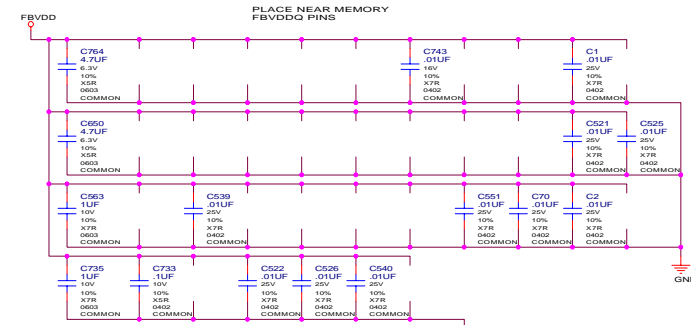 PLACE NEAR MEMORY
FBVDDQ PINS
FBVDD
C764
4.7UF
6.3V
10%
X5R
0603
COMMON
C743
.01UF
16V
10%
X7R
0402
COMMON
C1
.01UF
25V
10%
X7R
0402
COMMON
C650
4.7UF
6.3V
10%
X5R
0603
COMMON
C521
.01UF
25V
10%
X7R
0402
COMMON
C525
.01UF
25V
10%
X7R
0402
COMMON
C563
1UF
10V
10%
X7R
0603
COMMON
C539
.01UF
25V
10%
X7R
0402
COMMON
C551
.01UF
25V
10%
X7R
0402
COMMON
C70
.01UF
25V
10%
X7R
0402
COMMON
C2
.01UF
25V
10%
X7R
0402
COMMON
C735
1UF
10V
10%
X7R
0603
COMMON
C733
.1UF
10V
10%
X5R
0402
COMMON
C522
.01UF
25V
10%
X7R
0402
COMMON
C526
.01UF
25V
10%
X7R
0402
COMMON
C540
.01UF
25V
10%
X7R
0402
COMMON